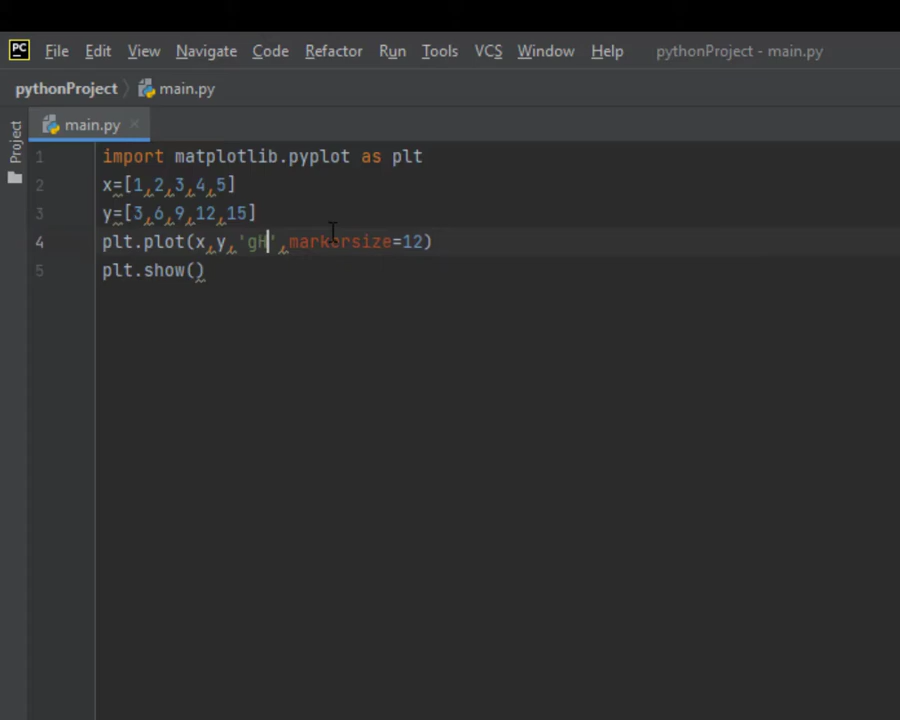 PC File Edit View Navigate Code Refactor Run Tools VCS Window Help pythonProject - main.py
pythonProject main.py
main.py
Project
1 import matplotlib.pyplot as plt
2 x=[1,2,3,4,5]
3 y=[3,6,9,12,15]
4 plt.plot(x,y,'gH',markersize=12)
5 plt.show()